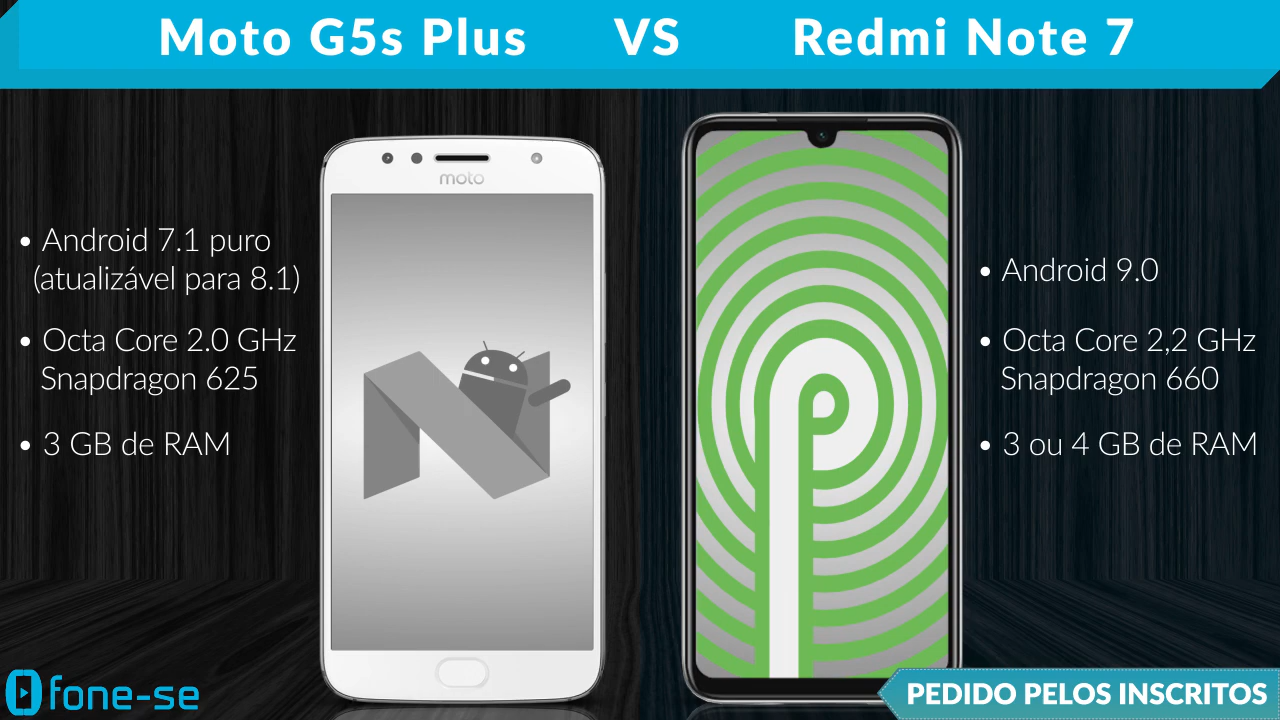 Moto G5s Plus VS Redmi Note 7
moto
• Android 7.1 puro
(atualizável para 8.1)
• Octa Core 2.0 GHz
Snapdragon 625
• 3 GB de RAM
• Android 9.0
• Octa Core 2,2 GHz
Snapdragon 660
• 3 ou 4 GB de RAM
fone-se
PEDIDO PELOS INSCRITOS